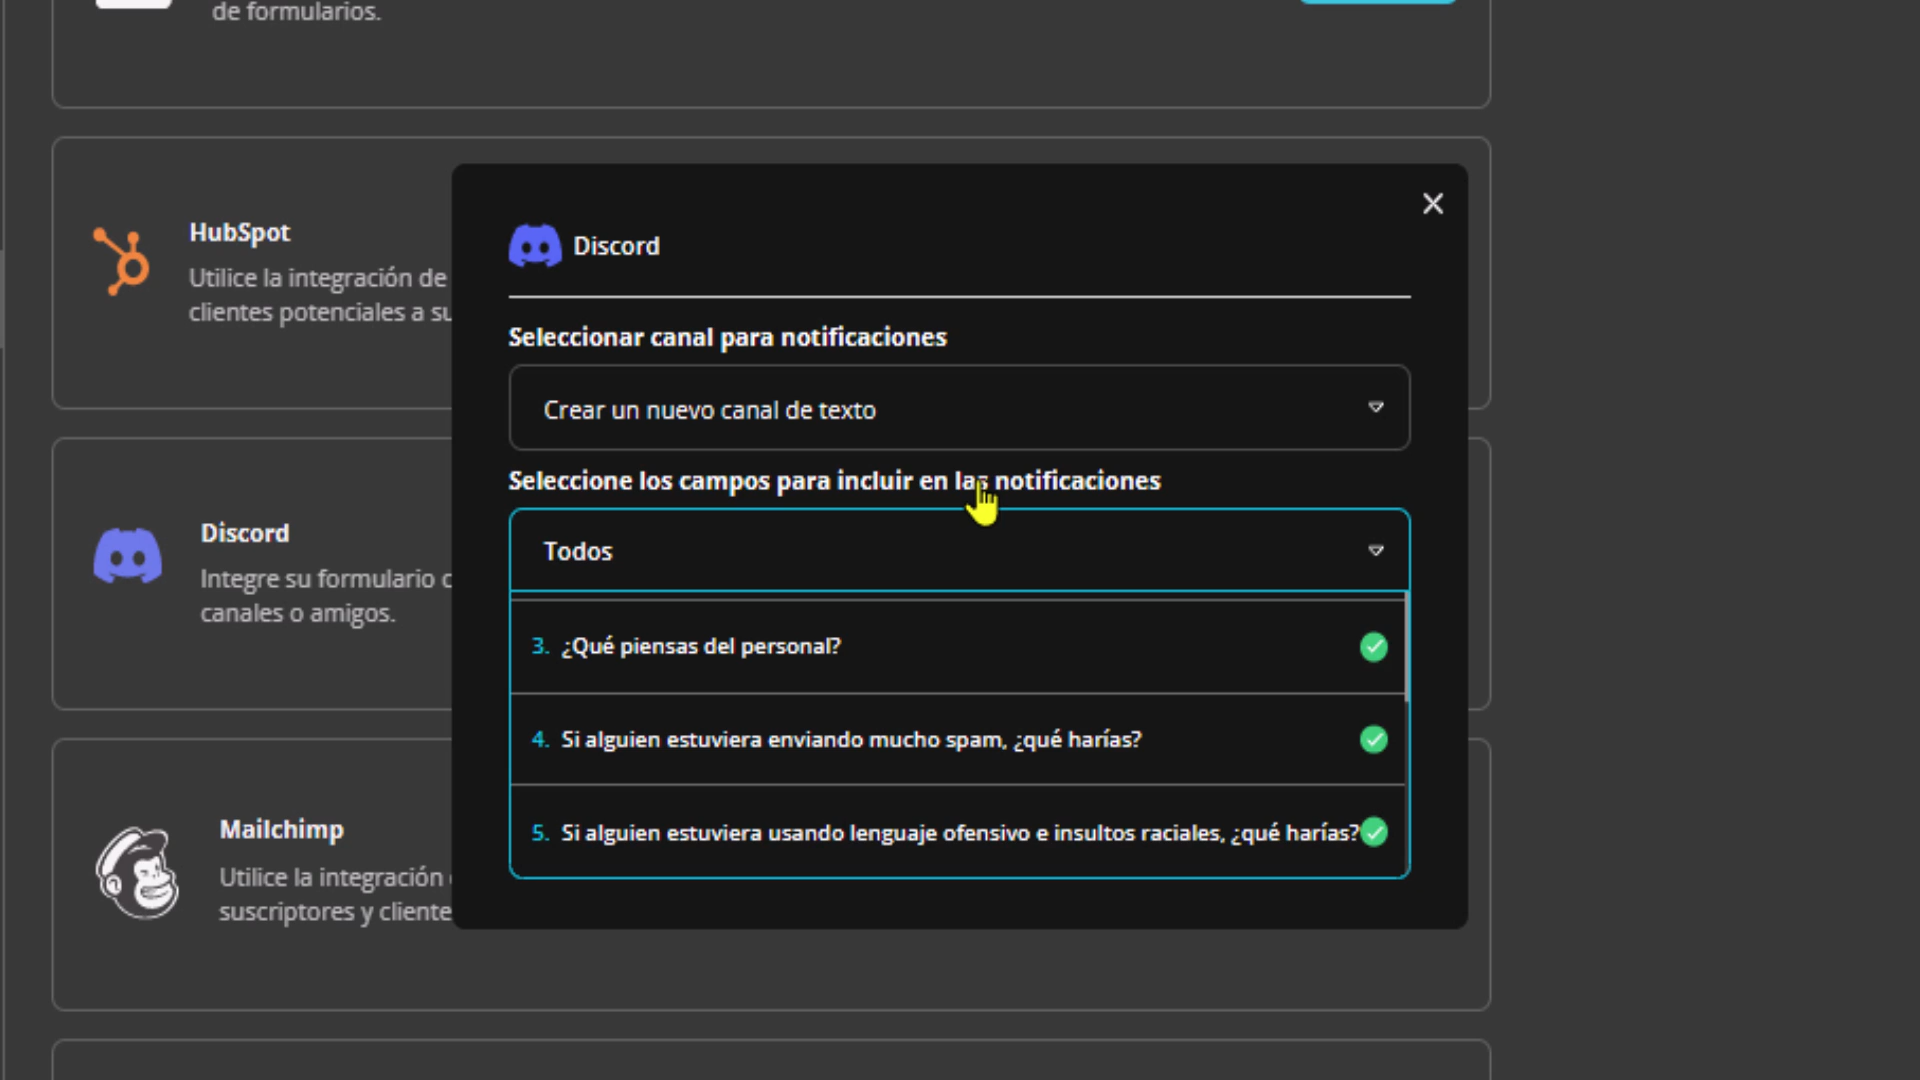 de formularios.
HubSpot
Utilice la integración de
clientes potenciales a su
Discord
Integre su formulario c
canales o amigos.
Mailchimp
Utilice la integración
suscriptores y cliente
Discord
Seleccionar canal para notificaciones
Crear un nuevo canal de texto
Seleccione los campos para incluir en las notificaciones
Todos
3. ¿Qué piensas del personal?
4. Si alguien estuviera enviando mucho spam, ¿qué harías?
5. Si alguien estuviera usando lenguaje ofensivo e insultos raciales, ¿qué harías?